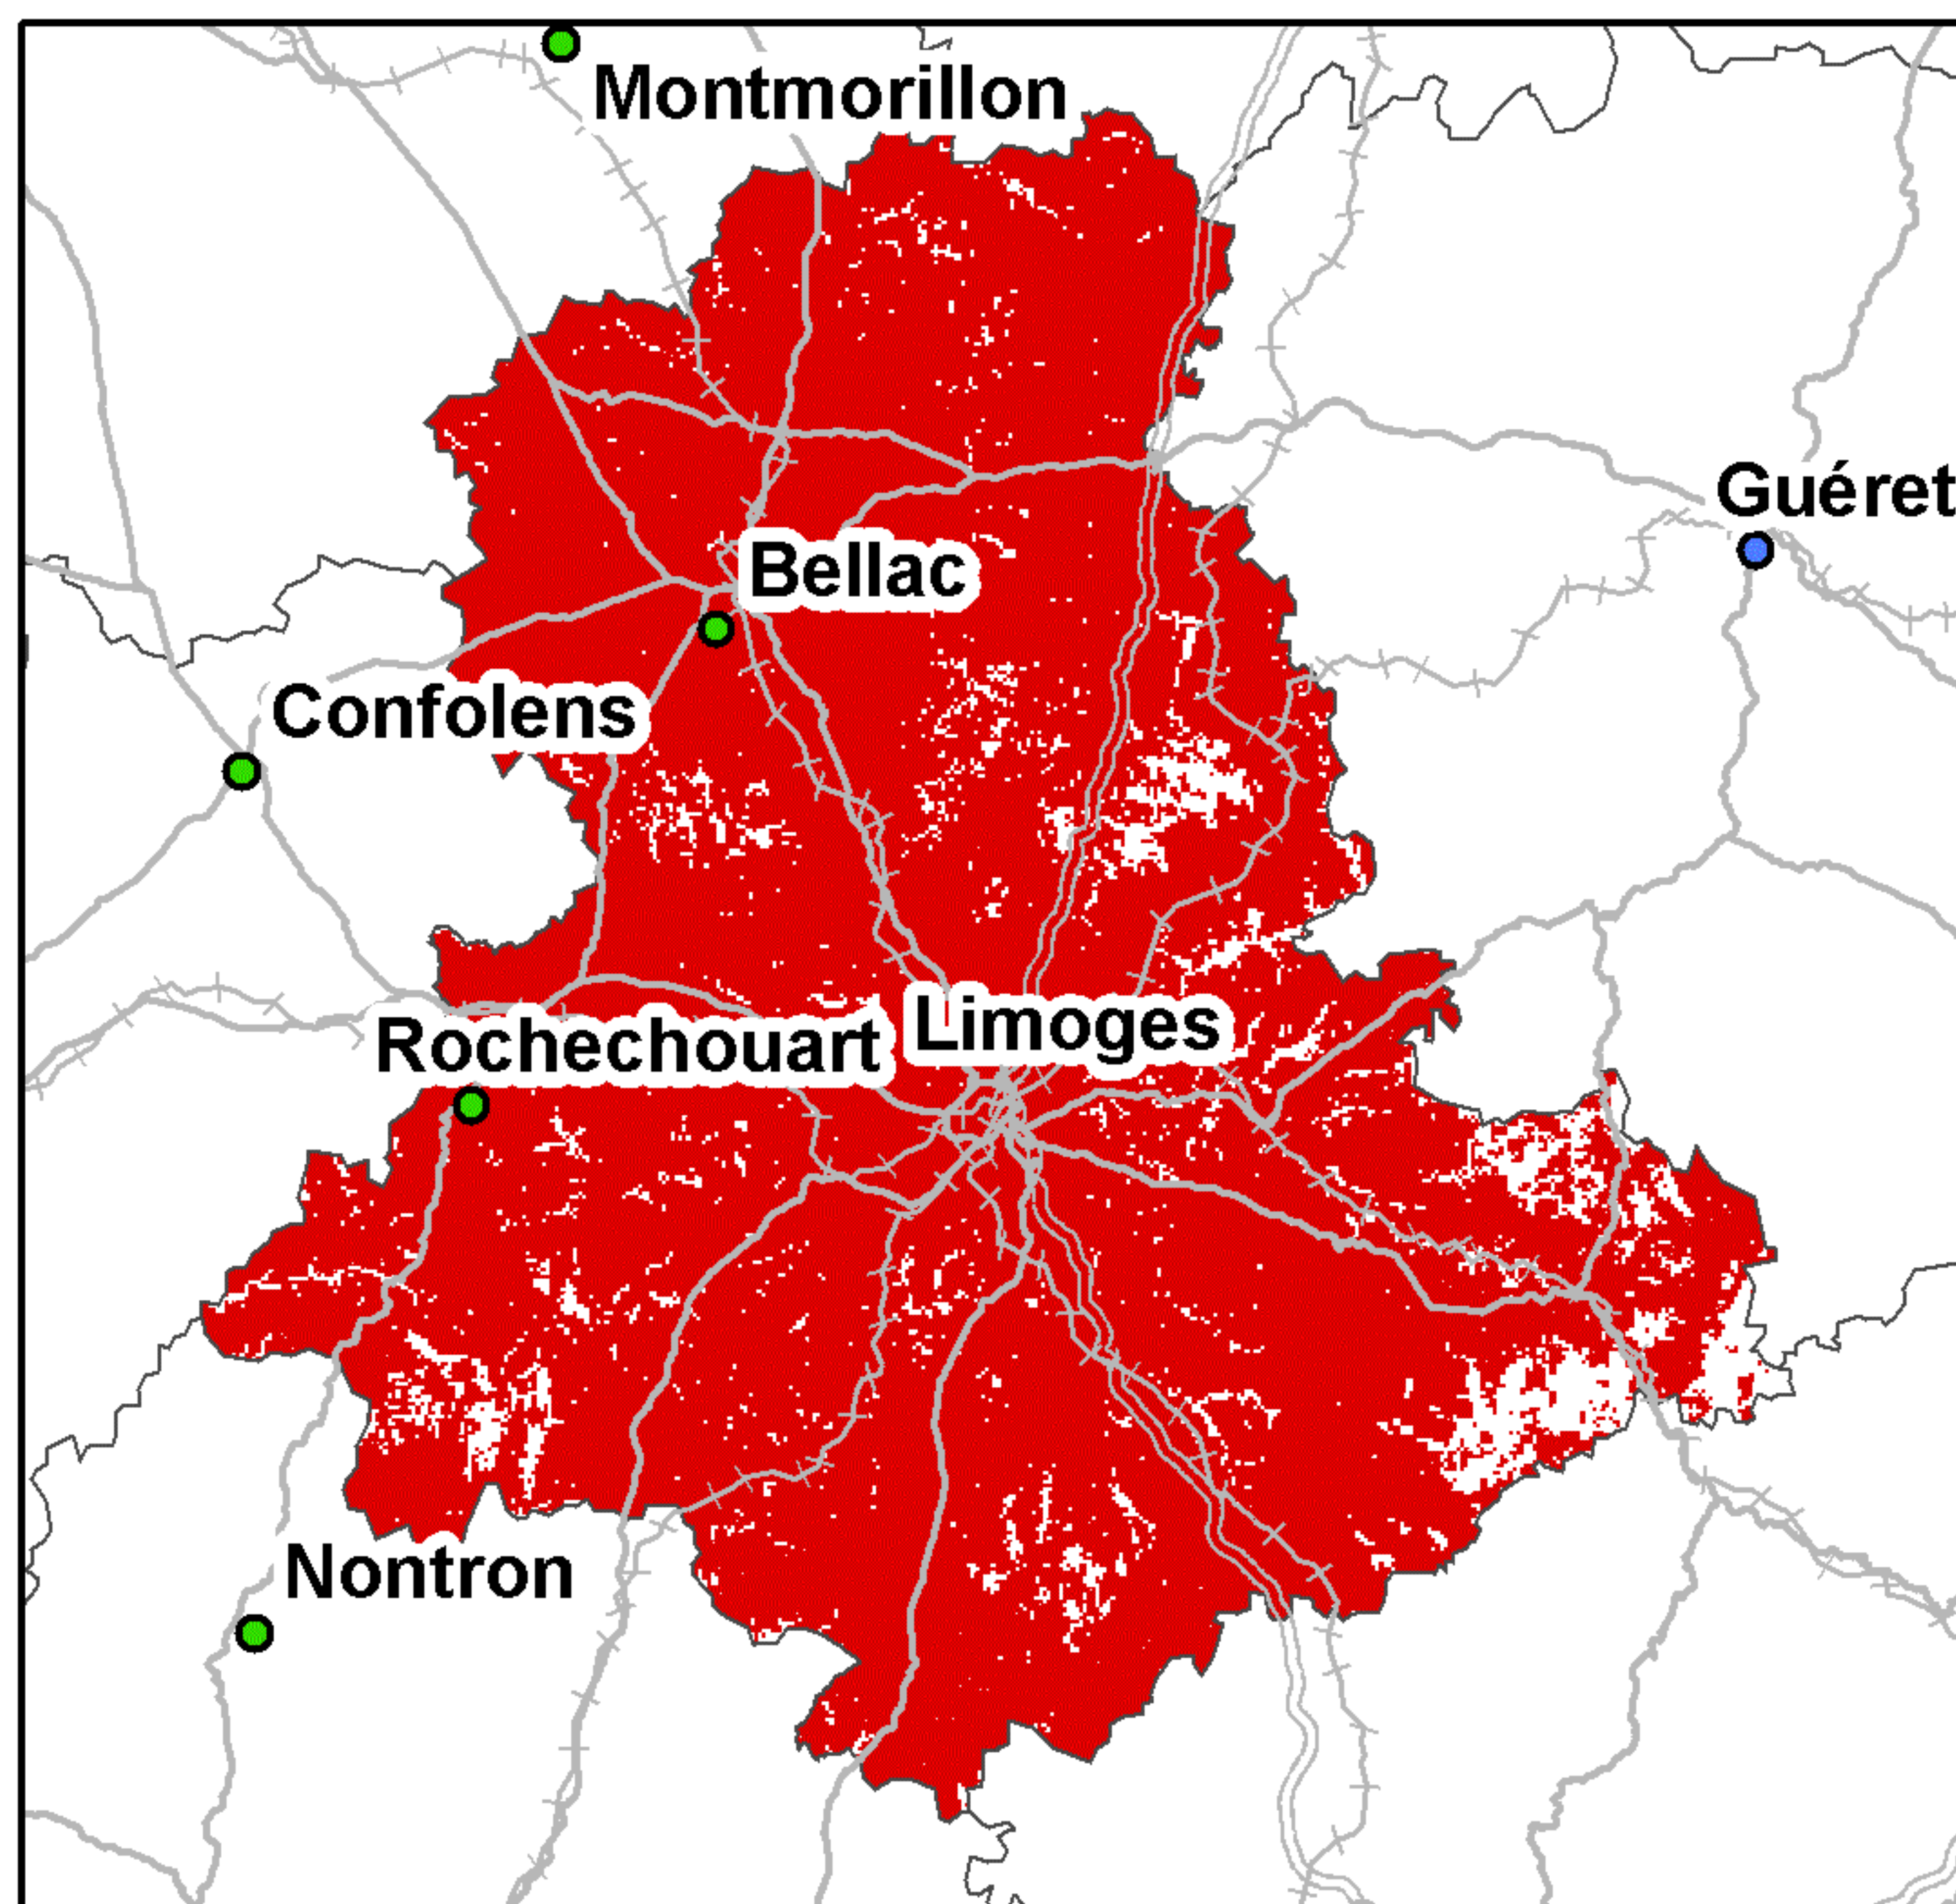 Montmorillon
Guéret
Bellac
Confolens
Limoges
Rochechouart
Nontron